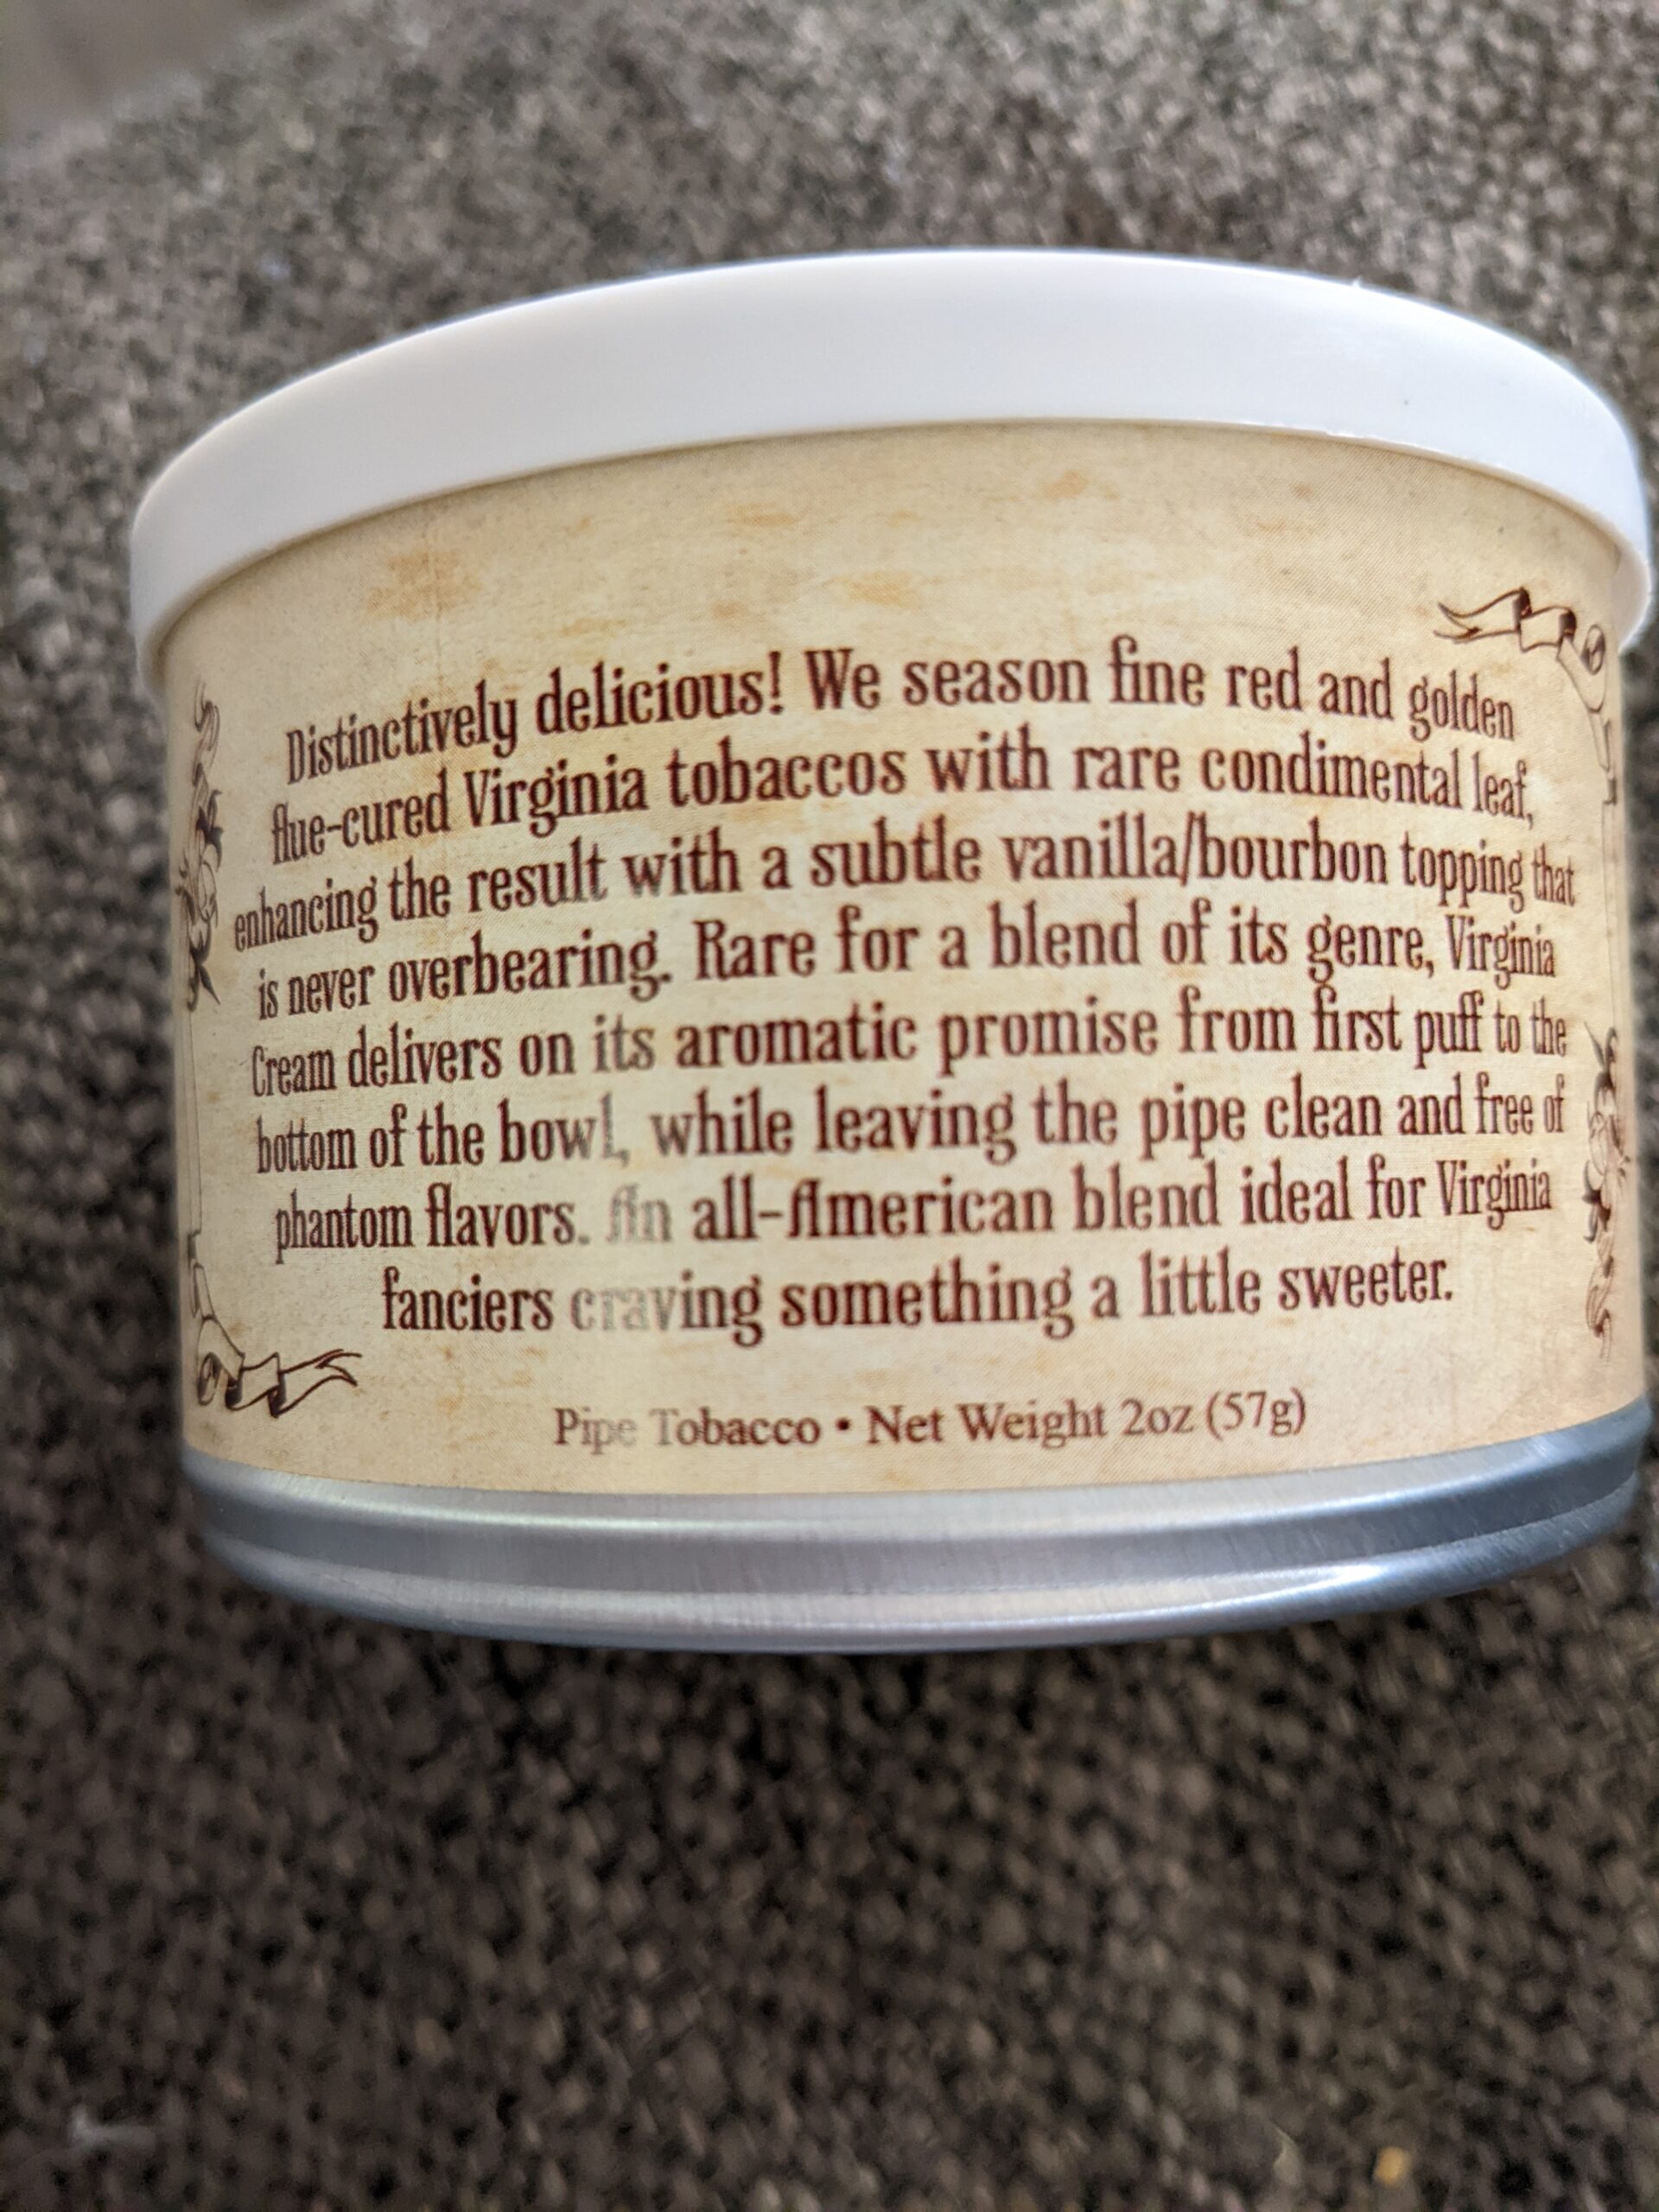 Distinctively delicious! We season fine red and golden
flue-cured Virginia tobaccos with rare condimental leaf,
enhancing the result with a subtle vanilla/bourbon topping that
is never overbearing. Rare for a blend of its genre, Virginia
Cream delivers on its aromatic promise from first puff to the
bottom of the bowl, while leaving the pipe clean and free of
phantom flavors. An all-American blend ideal for Virginia
fanciers craving something a little sweeter.
Pipe Tobacco • Net Weight 2oz (57g)